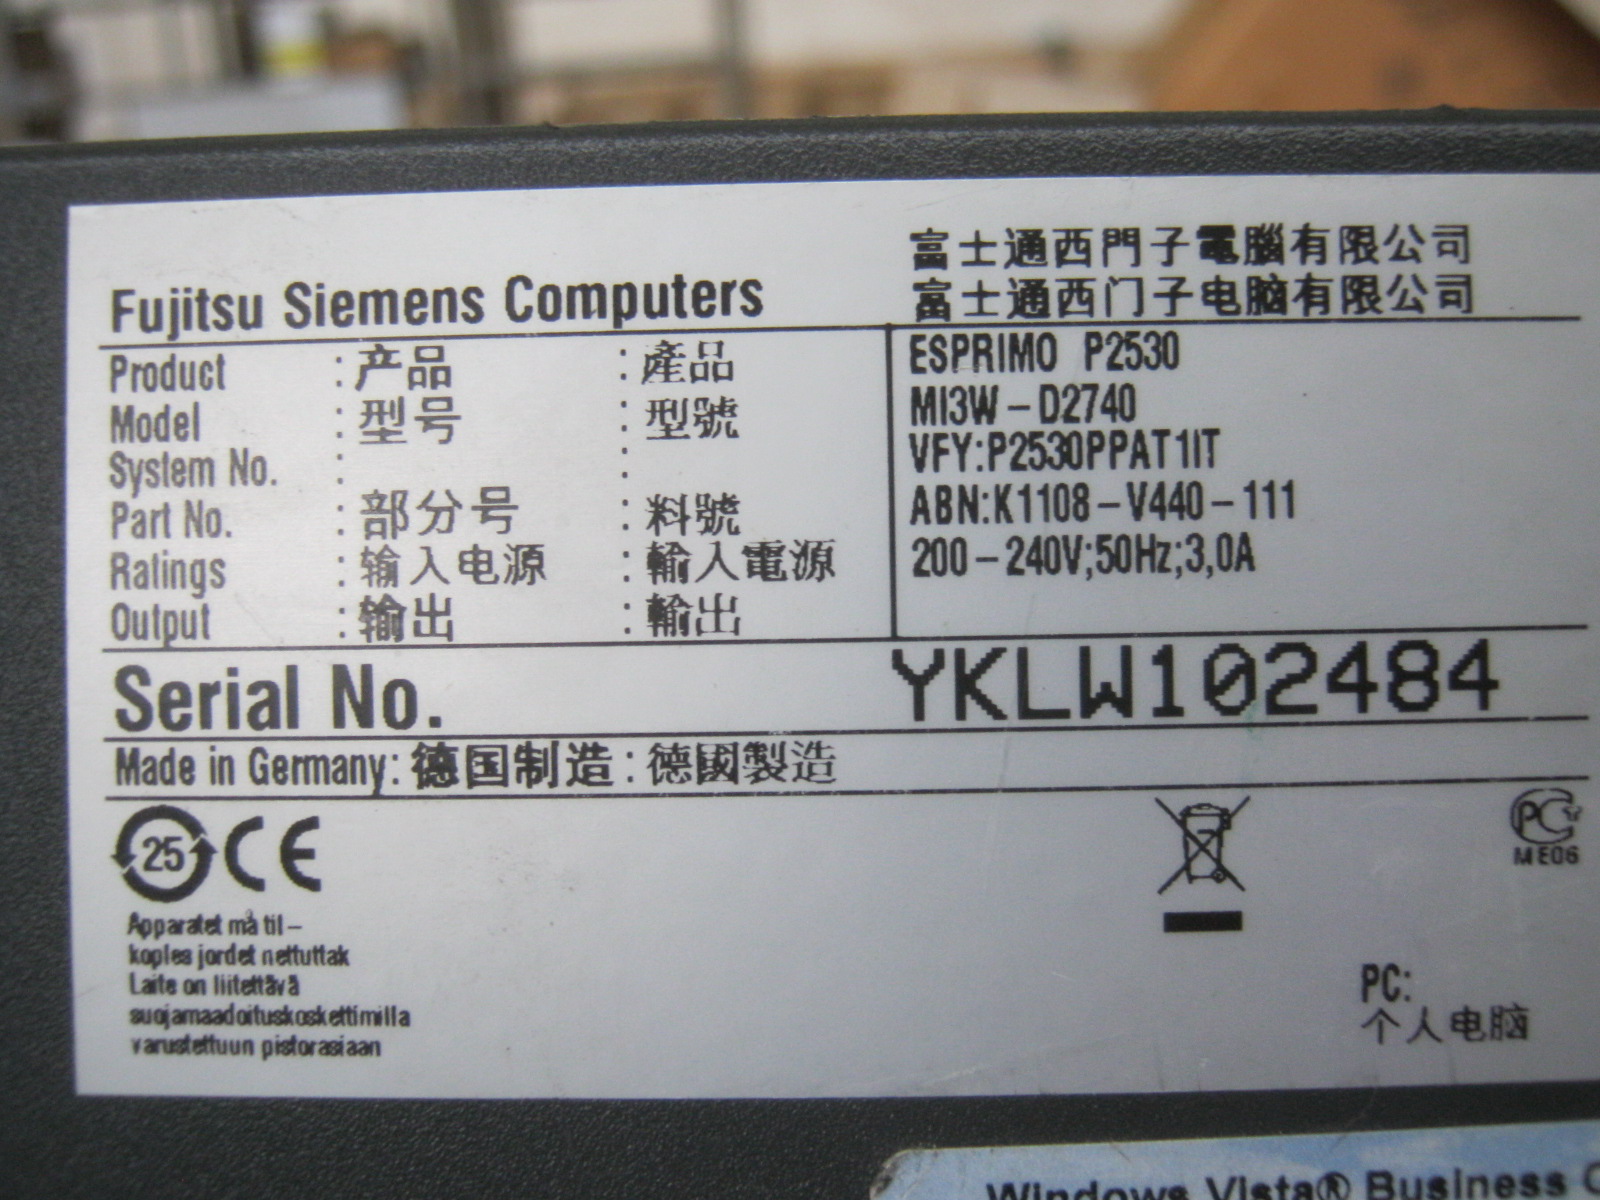 富士通西門子電腦有限公司
Fujitsu Siemens Computers 富士通西门子电脑有限公司
Product : 产品 : 產品 ESPRIMO P2530
Model : 型号 : 型號 MI3W – D2740
System No. : : VFY:P2530PPAT1IT
Part No. : 部分号 : 料號 ABN:K1108 – V440 – 111
Ratings : 输入电源 : 輸入電源 200 – 240V;50Hz;3,0A
Output : 输出 : 輸出
Serial No. YKLW102484
Made in Germany: 德国制造 : 德國製造
25 CE PC
ME06
Apparatet må til –
koples jordet nettuttak
Laite on liitettävä
suojamaadoituskoskettimilla
varustettuun pistorasiaan
PC:
个人电脑
Windows Vista® Business